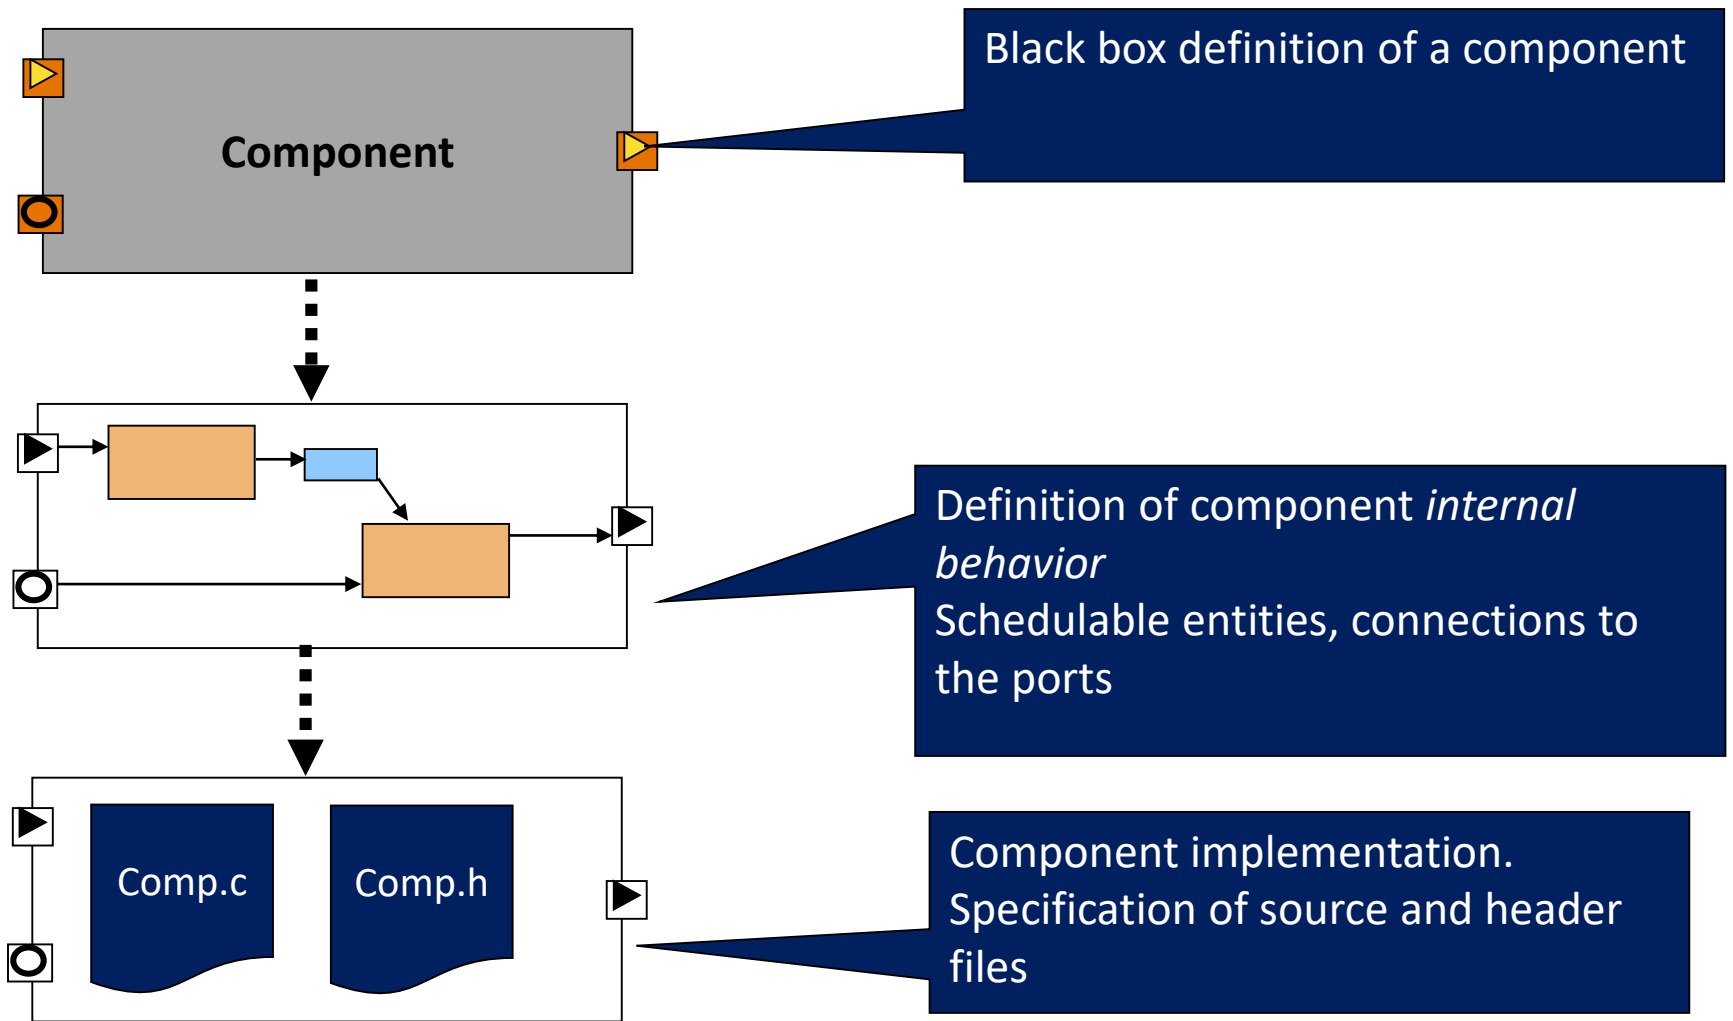 Black box definition of a component
Component
Definition of component internal
behavior
Schedulable entities, connections to
the ports
Comp.c
Comp.h
Component implementation.
Specification of source and header
files